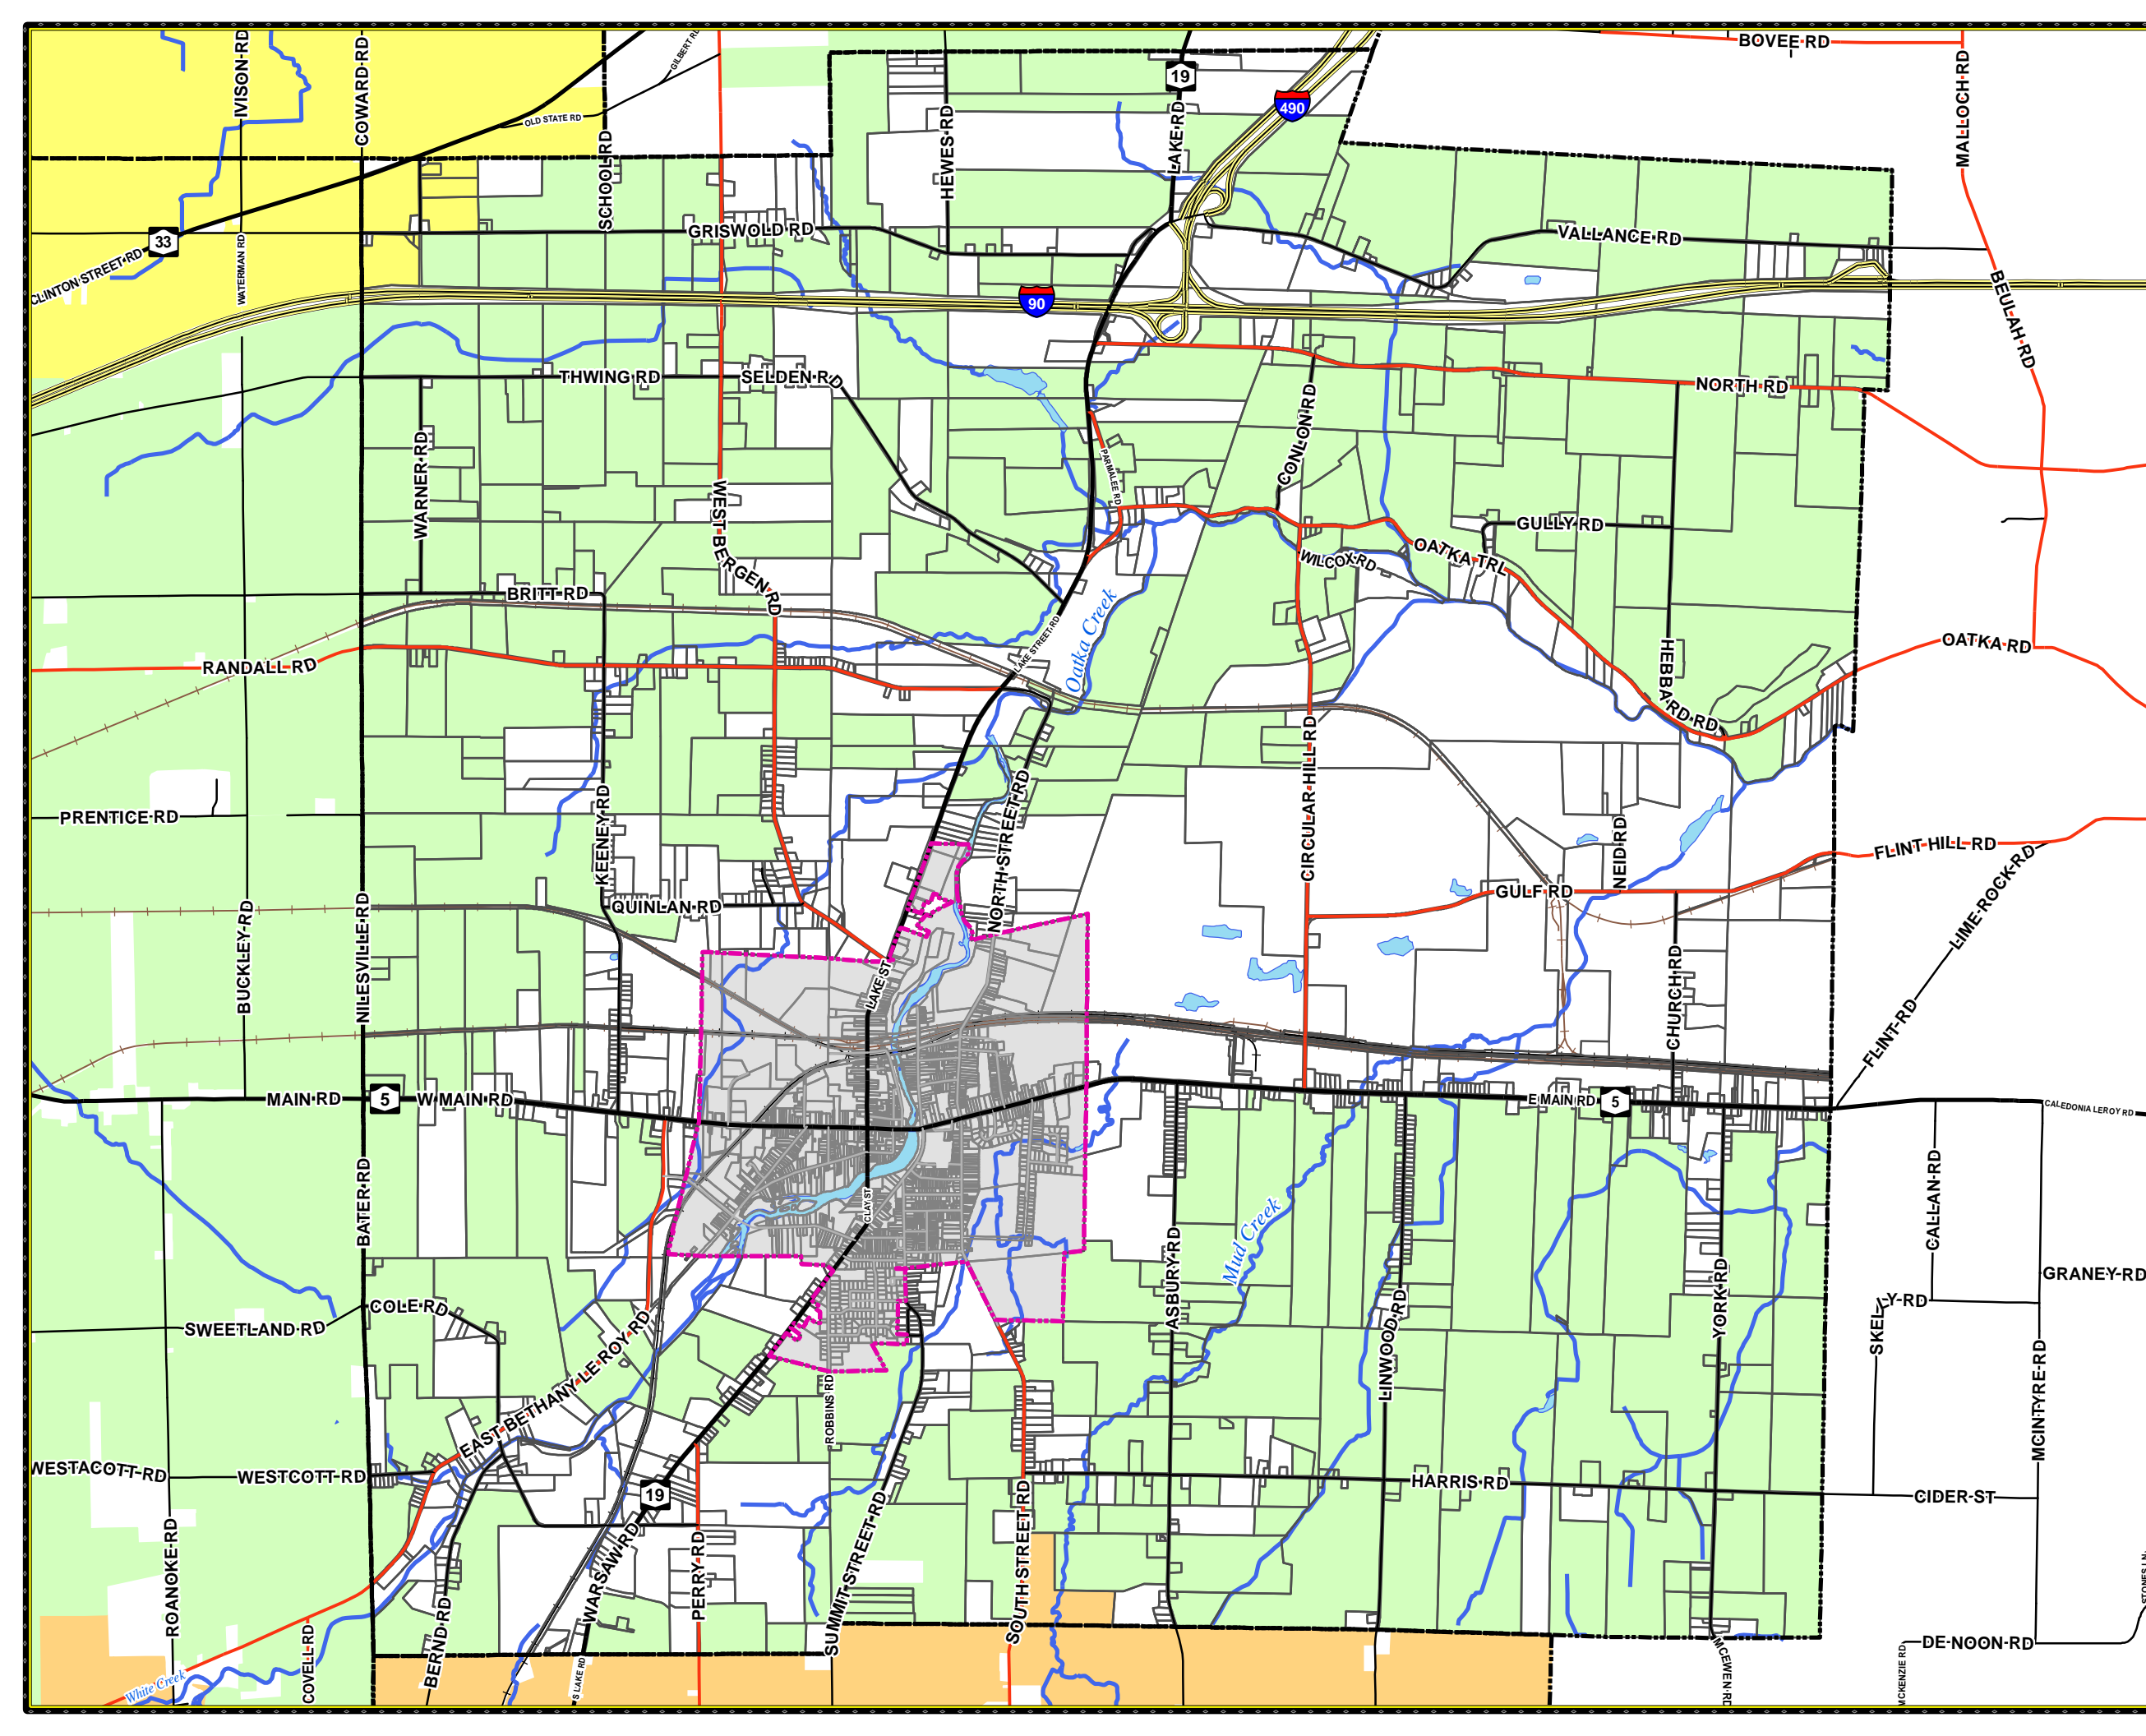 BOVEE RD
IVISON RD
COWARD RD
GILBERT RD
19
490
MALLOCH RD
OLD STATE RD
SCHOOL RD
HEWES RD
LAKE RD
33
CLINTON STREET RD
WATERMAN RD
GRISWOLD RD
VALLANCE RD
90
BEULAH RD
THWING RD
SELDEN RD
NORTH RD
WARNER RD
PARMALEE RD
CONLON RD
WEST BERGEN RD
GULLY RD
WILCOX RD
OATKA TRL
BRITT RD
LAKE STREET RD
Oatka Creek
HEBBARD RD
OATKA RD
RANDALL RD
CIRCULAR HILL RD
PRENTICE RD
KEENEY RD
NORTH STREET RD
NEID RD
FLINT HILL RD
LIME ROCK RD
GULF RD
QUINLAN RD
BUCKLEY RD
NILESVILLE RD
LAKE ST
CHURCH RD
FLINT RD
MAIN RD
5
W MAIN RD
E MAIN RD
5
CALEDONIA LEROY RD
BATER RD
CLAY ST
ASBURY RD
Mud Creek
CALLAN RD
GRANEY RD
COLE RD
SWEETLAND RD
LINWOOD RD
YORK RD
SKELLY RD
EAST BETHANY LE ROY RD
ROBBINS RD
MCINTYRE RD
WESTACOTT RD
WESTCOTT RD
HARRIS RD
CIDER ST
19
ROANOKE RD
WARSAW RD
PERRY RD
SUMMIT STREET RD
SOUTH STREET RD
STONES LN
COVELL RD
BERND RD
S LAKE RD
White Creek
MCEWEN RD
MCKENZIE RD
DE NOON RD